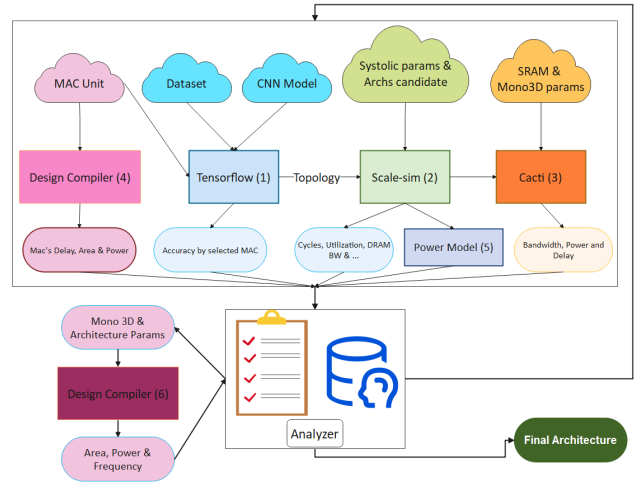 MAC Unit
Dataset
CNN Model
Systolic params &
Archs candidate
SRAM &
Mono3D params
Design Compiler (4)
Tensorflow (1)
Topology
Scale-sim (2)
Cacti (3)
Mac's Delay, Area & Power
Accuracy by selected MAC
Cycles, Utilization, DRAM
BW & ...
Power Model (5)
Bandwidth, Power and
Delay
Mono 3D &
Architecture Params
Design Compiler (6)
Area, Power &
Frequency
Analyzer
Final Architecture